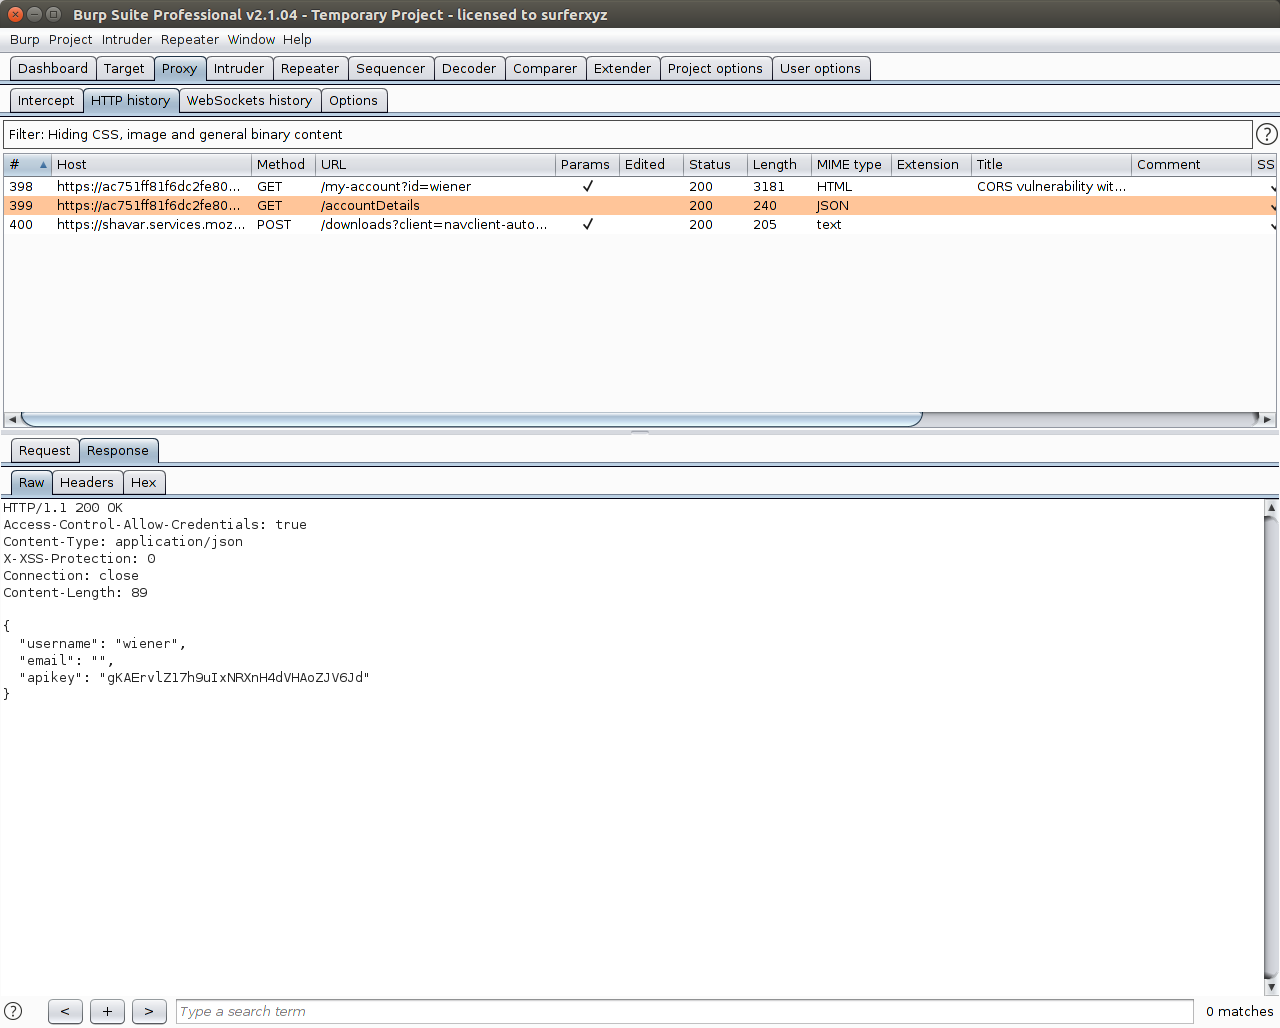 Burp Suite Professional v2.1.04 - Temporary Project - licensed to surferxyz
Burp Project Intruder Repeater Window Help
Dashboard Target Proxy Intruder Repeater Sequencer Decoder Comparer Extender Project options User options
Intercept HTTP history WebSockets history Options
Filter: Hiding CSS, image and general binary content ?
# Host Method URL Params Edited Status Length MIME type Extension Title Comment SS
398 https://ac751ff81f6dc2fe80... GET /my-account?id=wiener ✓ 200 3181 HTML CORS vulnerability wit...
399 https://ac751ff81f6dc2fe80... GET /accountDetails 200 240 JSON
400 https://shavar.services.moz... POST /downloads?client=navclient-auto... ✓ 200 205 text
Request Response
Raw Headers Hex
HTTP/1.1 200 OK
Access-Control-Allow-Credentials: true
Content-Type: application/json
X-XSS-Protection: 0
Connection: close
Content-Length: 89
{
"username": "wiener",
"email": "",
"apikey": "gKAErvlZ17h9uIxNRXnH4dVHAoZJV6Jd"
}
? < + > Type a search term 0 matches